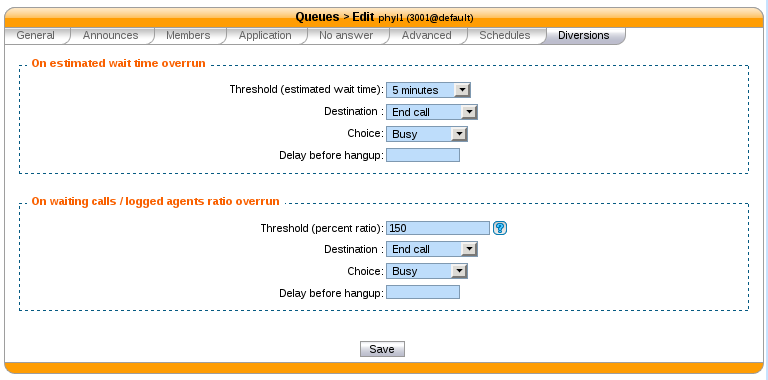 Queues > Edit phyl1 (3001@default)
General Announces Members Application No answer Advanced Schedules Diversions
On estimated wait time overrun
Threshold (estimated wait time): 5 minutes
Destination : End call
Choice: Busy
Delay before hangup:
On waiting calls / logged agents ratio overrun
Threshold (percent ratio): 150 ?
Destination : End call
Choice: Busy
Delay before hangup:
Save